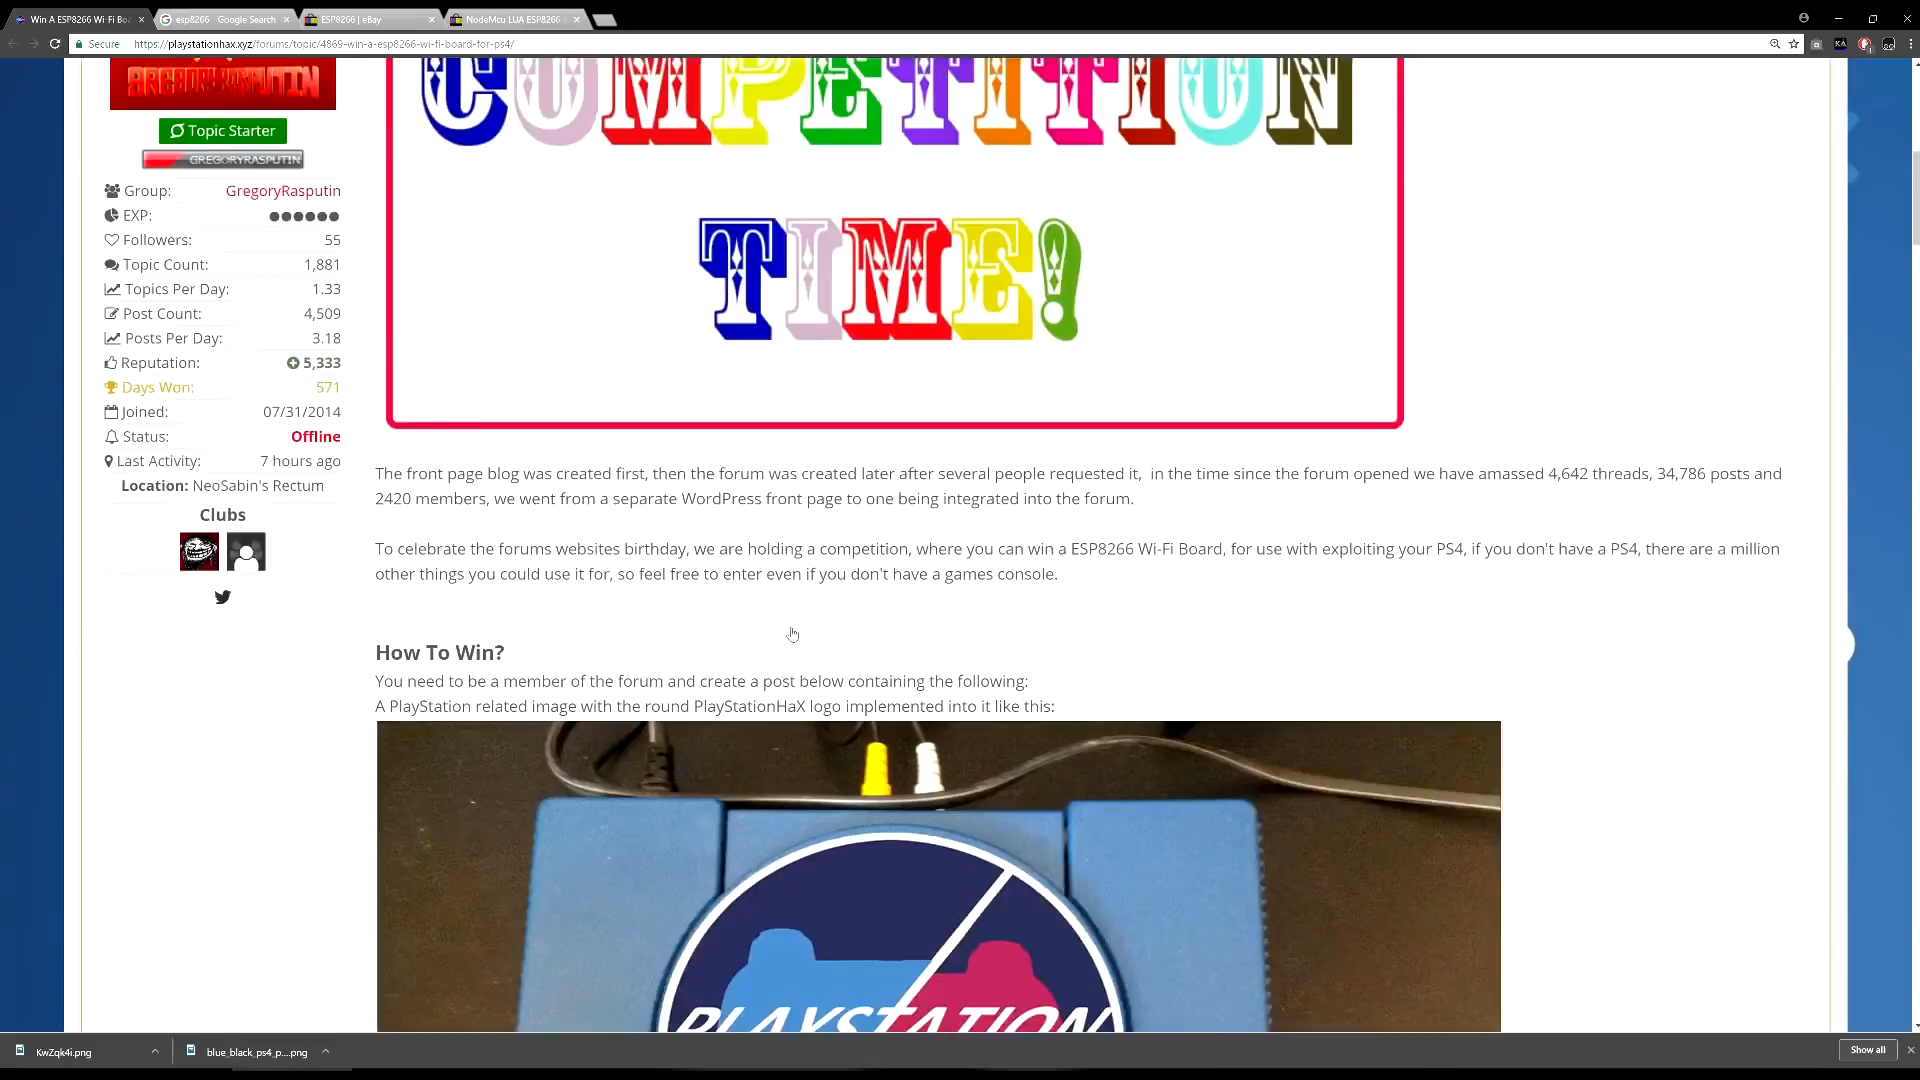 Win A ESP8266 Wi-Fi Bo
esp8266 - Google Search
ESP8266 | eBay
NodeMcu LUA ESP8266
Secure
https://playstationhax.xyz/forums/topic/4869-win-a-esp8266-wi-fi-board-for-ps4/
COMPETITION
TIME!
Topic Starter
GREGORYRASPUTIN
Group: GregoryRasputin
EXP:
Followers: 55
Topic Count: 1,881
Topics Per Day: 1.33
Post Count: 4,509
Posts Per Day: 3.18
Reputation: 5,333
Days Won: 571
Joined: 07/31/2014
Status: Offline
Last Activity: 7 hours ago
Location: NeoSabin's Rectum
Clubs
The front page blog was created first, then the forum was created later after several people requested it, in the time since the forum opened we have amassed 4,642 threads, 34,786 posts and
2420 members, we went from a separate WordPress front page to one being integrated into the forum.
To celebrate the forums websites birthday, we are holding a competition, where you can win a ESP8266 Wi-Fi Board, for use with exploiting your PS4, if you don't have a PS4, there are a million
other things you could use it for, so feel free to enter even if you don't have a games console.
How To Win?
You need to be a member of the forum and create a post below containing the following:
A PlayStation related image with the round PlayStationHaX logo implemented into it like this:
PLAYSTATION
KwZqk4i.png
blue_black_ps4_p....png
Show all